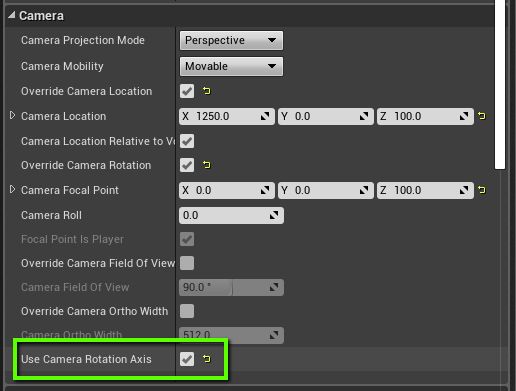 Camera
Camera Projection Mode Perspective
Camera Mobility Movable
Override Camera Location
Camera Location X 1250.0 Y 0.0 Z 100.0
Camera Location Relative to Vo
Override Camera Rotation
Camera Focal Point X 0.0 Y 0.0 Z 100.0
Camera Roll 0.0
Focal Point Is Player
Override Camera Field Of View
Camera Field Of View 90.0 °
Override Camera Ortho Width
Camera Ortho Width 512.0
Use Camera Rotation Axis